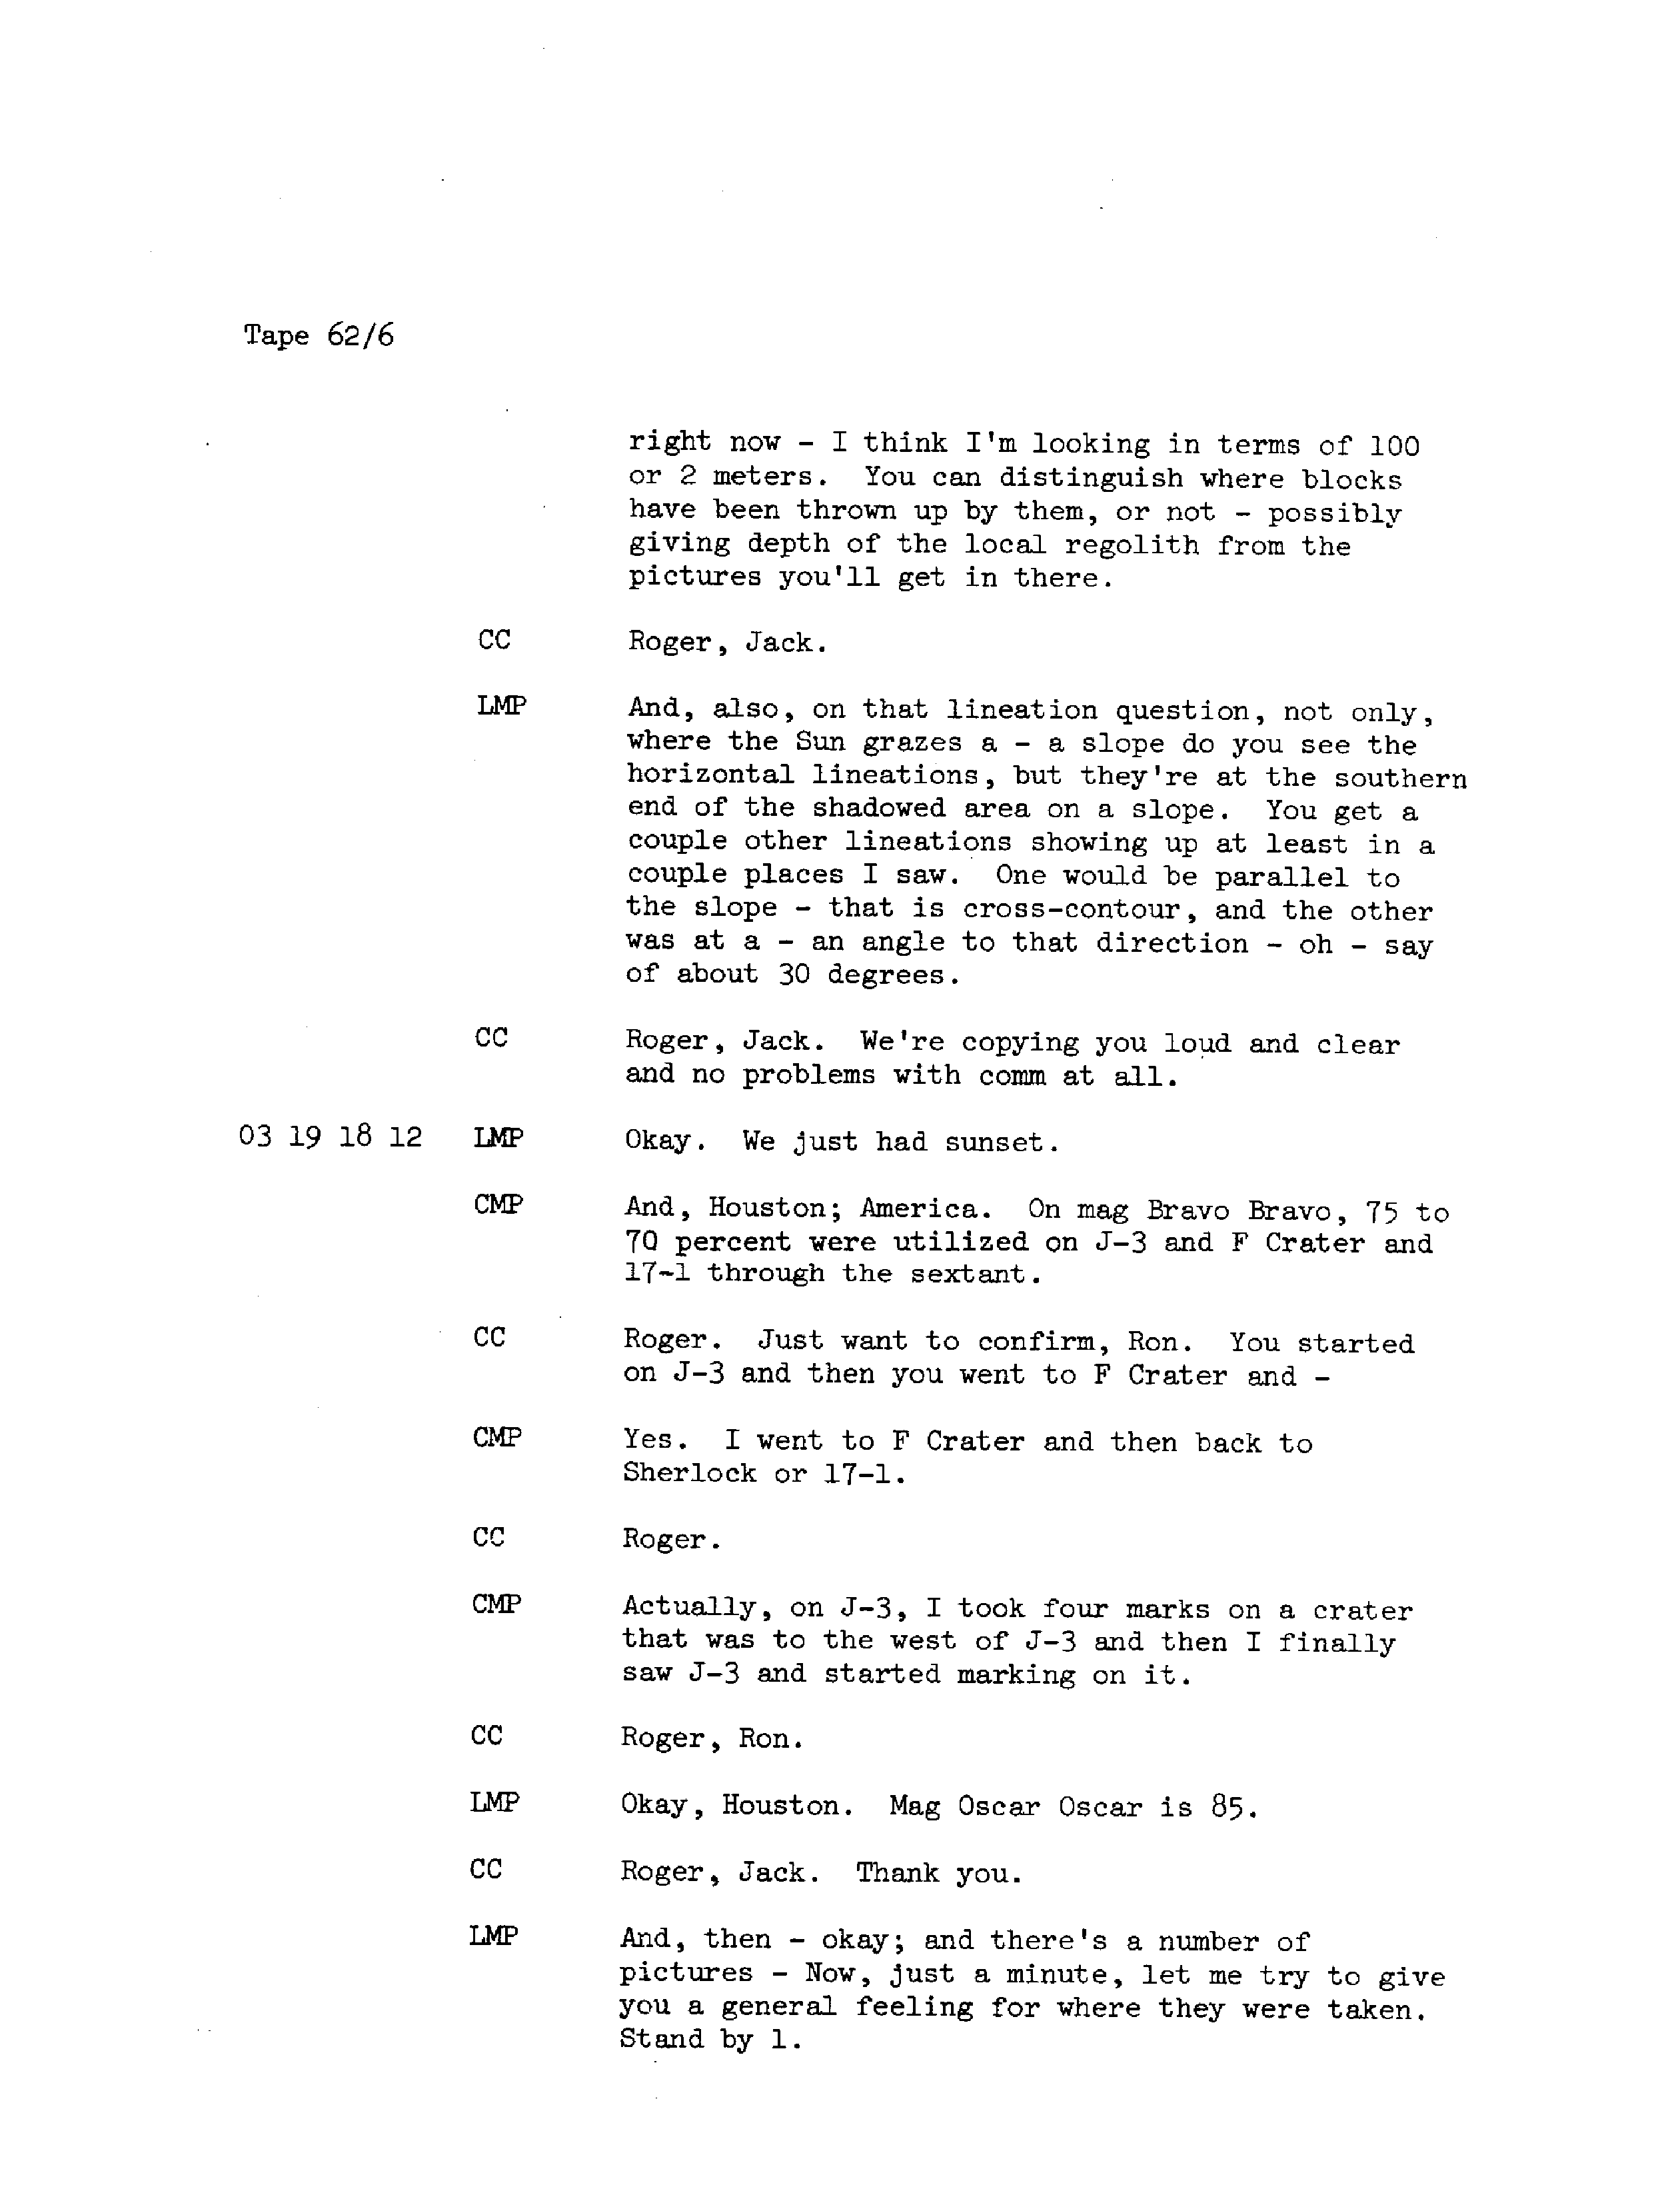 Tape 62/6
right now - I think I'm looking in terms of 100
or 2 meters. You can distinguish where blocks
have been thrown up by them, or not - possibly
giving depth of the local regolith from the
pictures you'll get in there.
CC Roger, Jack.
LMP And, also, on that lineation question, not only,
where the Sun grazes a - a slope do you see the
horizontal lineations, but they're at the southern
end of the shadowed area on a slope. You get a
couple other lineations showing up at least in a
couple places I saw. One would be parallel to
the slope - that is cross-contour, and the other
was at a - an angle to that direction - oh - say
of about 30 degrees.
CC Roger, Jack. We're copying you loud and clear
and no problems with comm at all.
03 19 18 12 LMP Okay. We just had sunset.
CMP And, Houston; America. On mag Bravo Bravo, 75 to
70 percent were utilized on J-3 and F Crater and
17-1 through the sextant.
CC Roger. Just want to confirm, Ron. You started
on J-3 and then you went to F Crater and -
CMP Yes. I went to F Crater and then back to
Sherlock or 17-1.
CC Roger.
CMP Actually, on J-3, I took four marks on a crater
that was to the west of J-3 and then I finally
saw J-3 and started marking on it.
CC Roger, Ron.
LMP Okay, Houston. Mag Oscar Oscar is 85.
CC Roger, Jack. Thank you.
LMP And, then - okay; and there's a number of
pictures - Now, just a minute, let me try to give
you a general feeling for where they were taken.
Stand by 1.